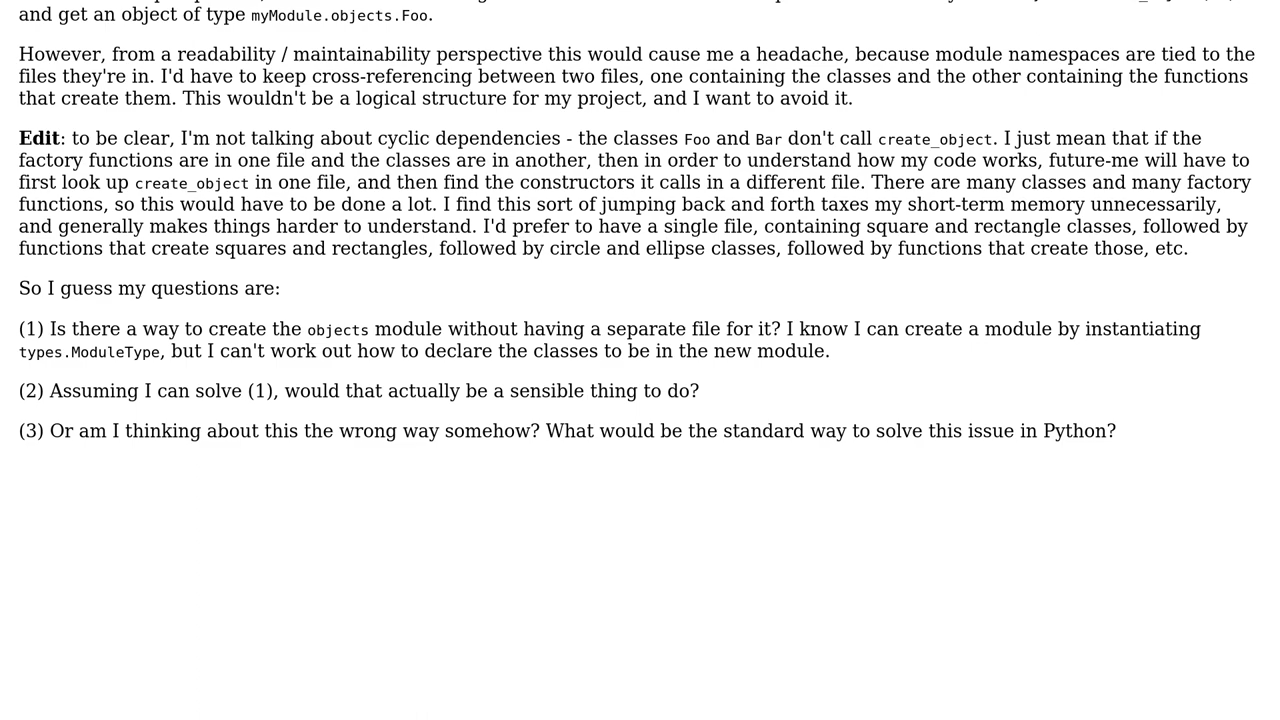 and get an object of type myModule.objects.Foo.
However, from a readability / maintainability perspective this would cause me a headache, because module namespaces are tied to the
files they're in. I'd have to keep cross-referencing between two files, one containing the classes and the other containing the functions
that create them. This wouldn't be a logical structure for my project, and I want to avoid it.
Edit: to be clear, I'm not talking about cyclic dependencies - the classes Foo and Bar don't call create_object. I just mean that if the
factory functions are in one file and the classes are in another, then in order to understand how my code works, future-me will have to
first look up create_object in one file, and then find the constructors it calls in a different file. There are many classes and many factory
functions, so this would have to be done a lot. I find this sort of jumping back and forth taxes my short-term memory unnecessarily,
and generally makes things harder to understand. I'd prefer to have a single file, containing square and rectangle classes, followed by
functions that create squares and rectangles, followed by circle and ellipse classes, followed by functions that create those, etc.
So I guess my questions are:
(1) Is there a way to create the objects module without having a separate file for it? I know I can create a module by instantiating
types.ModuleType, but I can't work out how to declare the classes to be in the new module.
(2) Assuming I can solve (1), would that actually be a sensible thing to do?
(3) Or am I thinking about this the wrong way somehow? What would be the standard way to solve this issue in Python?